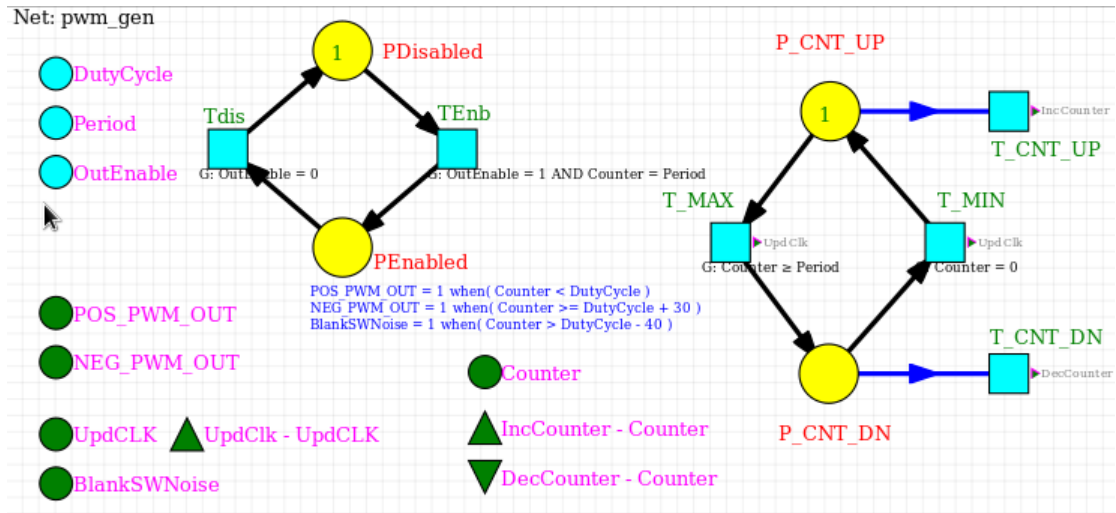 Net: pwm_gen
DutyCycle
Period
OutEnable
1
PDisabled
Tdis
TEnb
G: OutEnable = 0
G: OutEnable = 1 AND Counter = Period
PEnabled
POS_PWM_OUT = 1 when( Counter < DutyCycle )
NEG_PWM_OUT = 1 when( Counter >= DutyCycle + 30 )
BlankSWNoise = 1 when( Counter > DutyCycle - 40 )
P_CNT_UP
1
IncCounter
T_CNT_UP
T_MAX
UpdClk
G: Counter ≥ Period
T_MIN
UpdClk
Counter = 0
T_CNT_DN
DecCounter
P_CNT_DN
POS_PWM_OUT
NEG_PWM_OUT
UpdCLK
UpdClk - UpdCLK
BlankSWNoise
Counter
IncCounter - Counter
DecCounter - Counter